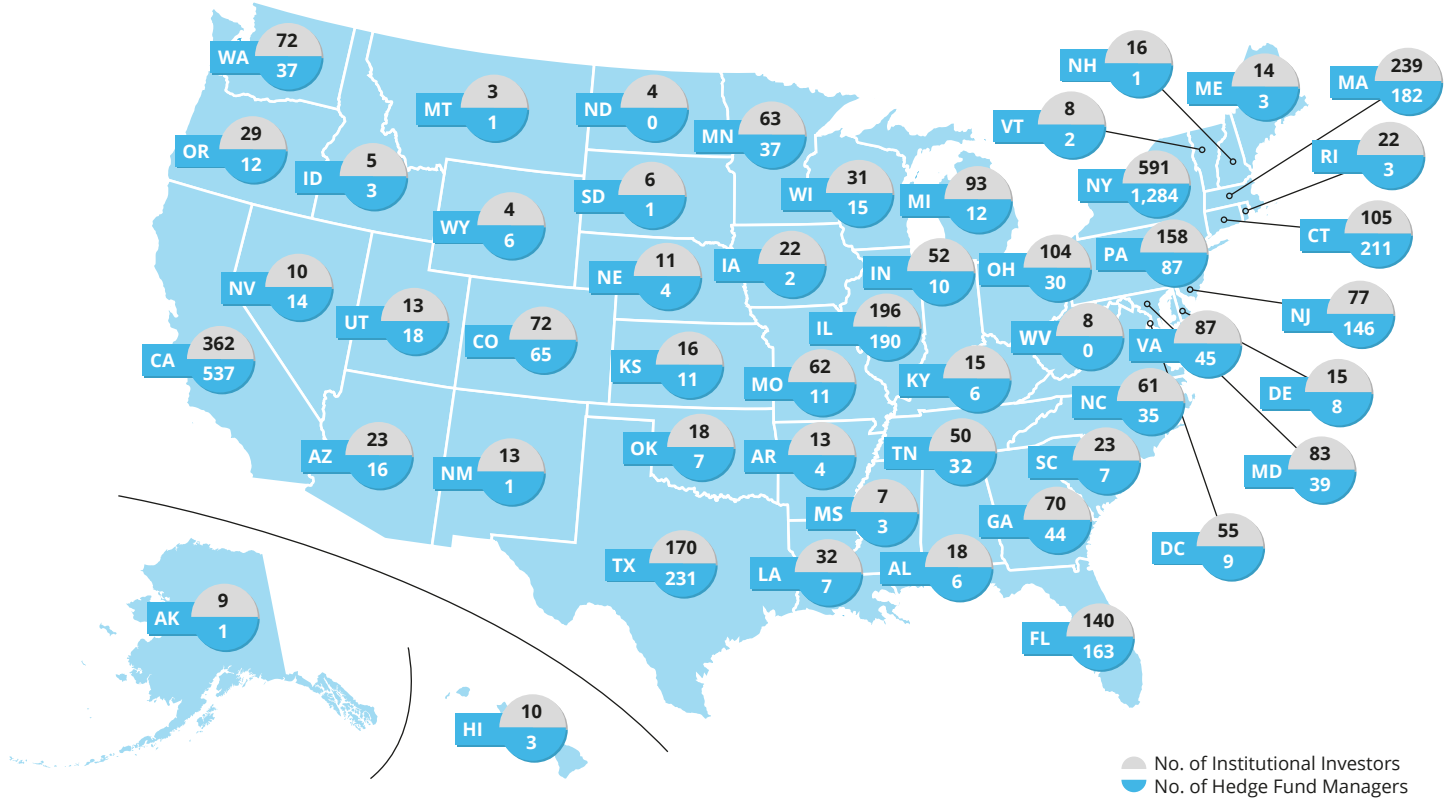 WA
72
37
OR
29
12
ID
5
3
MT
3
1
WY
4
6
NV
10
14
UT
13
18
CA
362
537
CO
72
65
AZ
23
16
NM
13
1
ND
4
0
SD
6
1
NE
11
4
KS
16
11
OK
18
7
TX
170
231
MN
63
37
IA
22
2
MO
62
11
AR
13
4
LA
32
7
WI
31
15
IL
196
190
MI
93
12
IN
52
10
OH
104
30
KY
15
6
TN
50
32
MS
7
3
AL
18
6
GA
70
44
FL
140
163
SC
23
7
NC
61
35
WV
8
0
VA
87
45
PA
158
87
NY
591
1,284
VT
8
2
NH
16
1
ME
14
3
MA
239
182
RI
22
3
CT
105
211
NJ
77
146
DE
15
8
MD
83
39
DC
55
9
AK
9
1
HI
10
3
No. of Institutional Investors
No. of Hedge Fund Managers